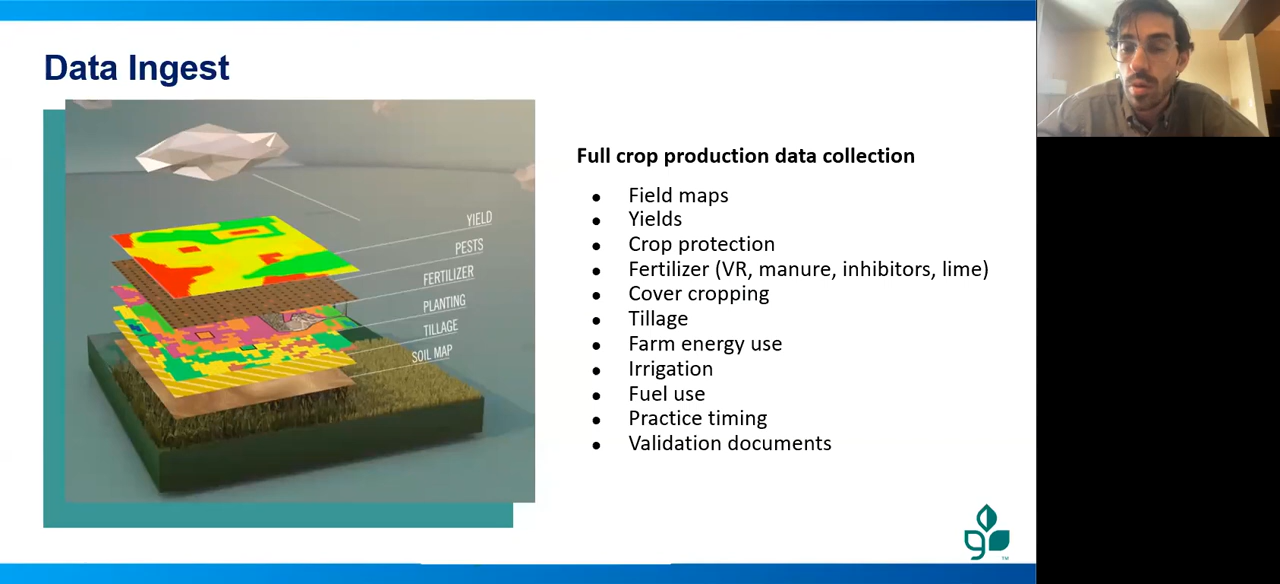 Data Ingest
YIELD
PESTS
FERTILIZER
PLANTING
TILLAGE
SOIL MAP
Full crop production data collection
● Field maps
● Yields
● Crop protection
● Fertilizer (VR, manure, inhibitors, lime)
● Cover cropping
● Tillage
● Farm energy use
● Irrigation
● Fuel use
● Practice timing
● Validation documents
g
TM